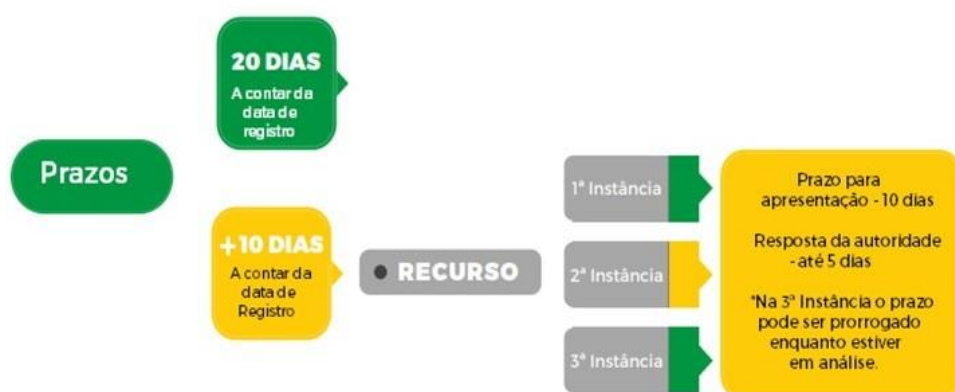 Prazos
20 DIAS
A contar da
data de
registro
+10 DIAS
A contar da
data de
Registro
RECURSO
1ª Instância
2ª Instância
3ª Instância
Prazo para
apresentação - 10 dias
Resposta da autoridade
- até 5 dias
*Na 3ª Instância o prazo
pode ser prorrogado
enquanto estiver
em análise.